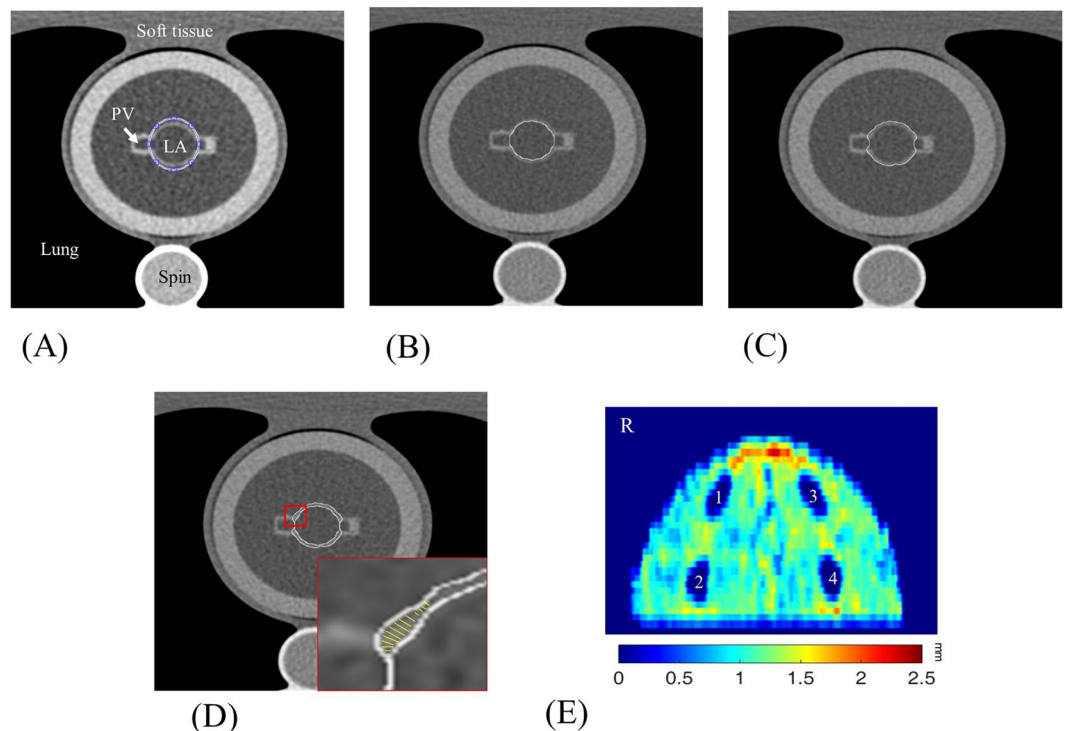 Soft tissue
PV
LA
Lung
Spin
(A)
(B)
(C)
(D)
R
1
3
2
4
0 0.5 1 1.5 2 2.5
mm
(E)